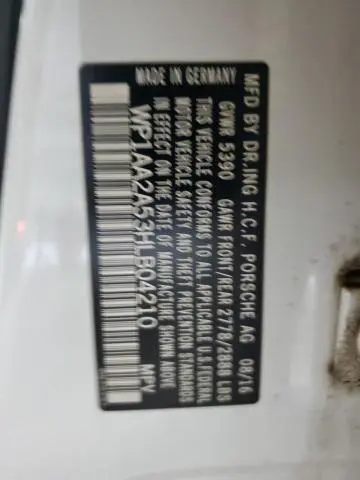 MFD BY DR.ING H.C.F. PORSCHE AG 08/16
GVWR 5390 GAWR FRONT/REAR 2778/2888 LBS
THIS VEHICLE CONFORMS TO ALL APPLICABLE U.S.FEDERAL
MOTOR VEHICLE SAFETY AND THEFT PREVENTION STANDARDS
IN EFFECT ON THE DATE OF MANUFACTURE SHOWN ABOVE
WP1AA2A53HLB04210 MPV
MADE IN GERMANY